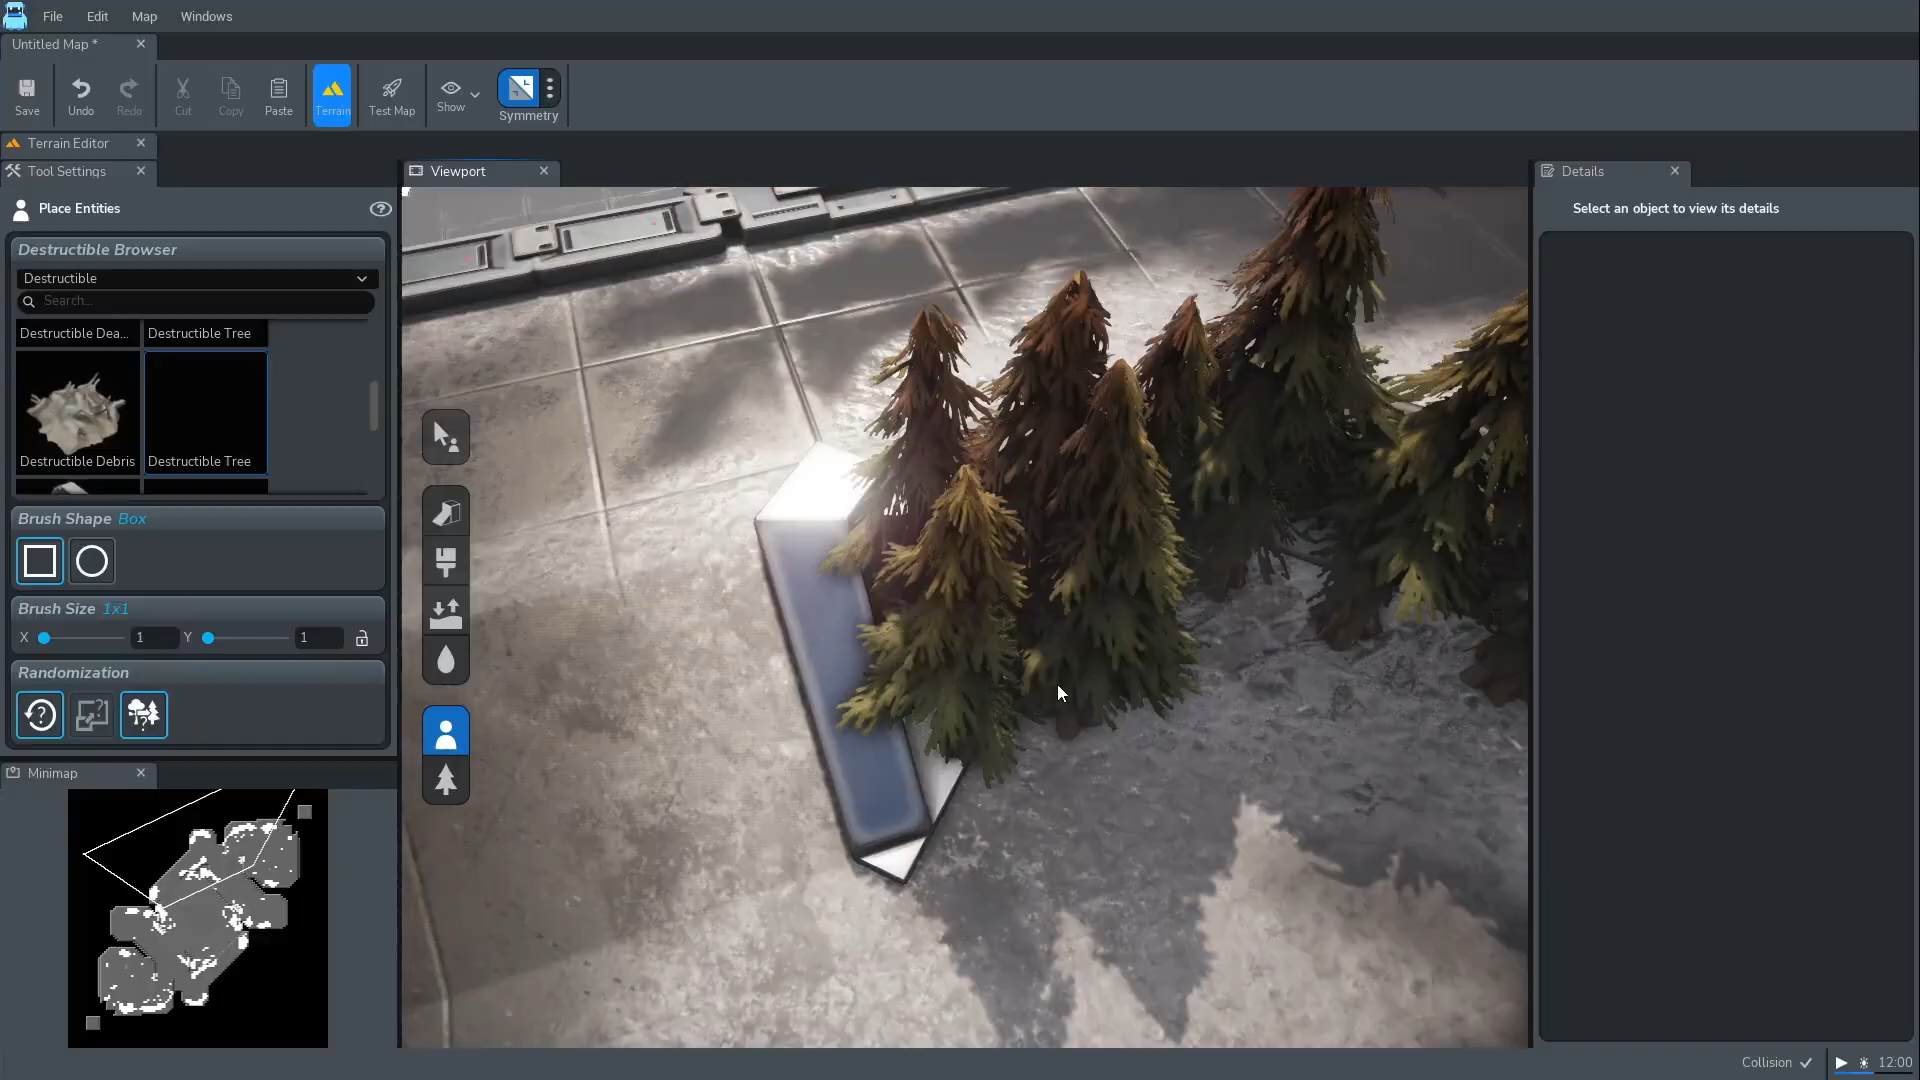 File Edit Map Windows
Untitled Map *
Save Undo Redo Cut Copy Paste Terrain Test Map Show Symmetry
Terrain Editor
Tool Settings
Viewport
Details
Place Entities
Select an object to view its details
Destructible Browser
Destructible
Search...
Destructible Dea... Destructible Tree
Destructible Debris Destructible Tree
Brush Shape Box
Brush Size 1x1
X 1 Y 1
Randomization
Minimap
Collision 12:00